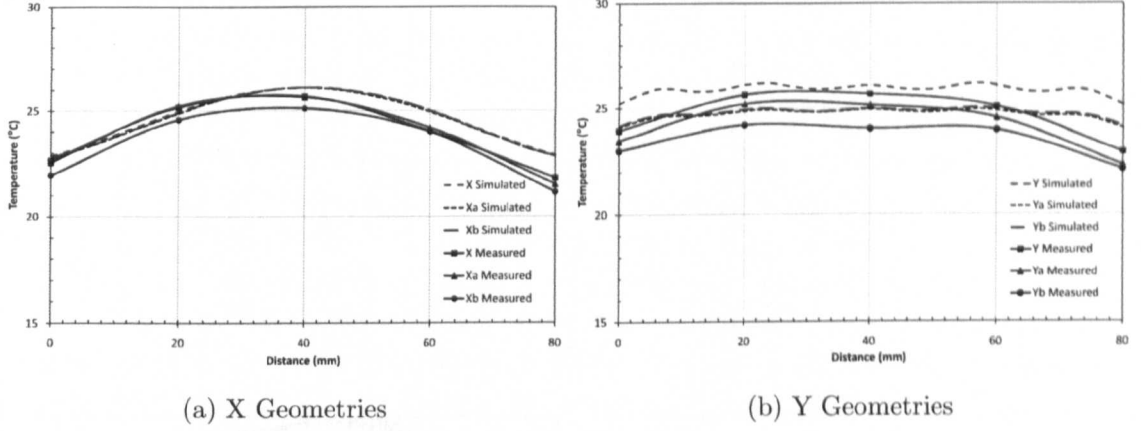 30
25
20
15
Temperature (°C)
0
20
40
60
80
Distance (mm)
X Simulated
Xa Simulated
Xb Simulated
X Measured
Xa Measured
Xb Measured
(a) X Geometries
30
25
20
15
Temperature (°C)
0
20
40
60
80
Distance (mm)
Y Simulated
Ya Simulated
Yb Simulated
Y Measured
Ya Measured
Yb Measured
(b) Y Geometries